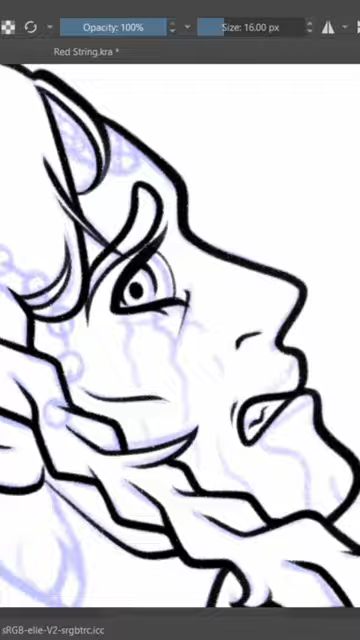 Opacity: 100%
Size: 16.00 px
Red String.kra *
sRGB-elle-V2-srgbtrc.icc